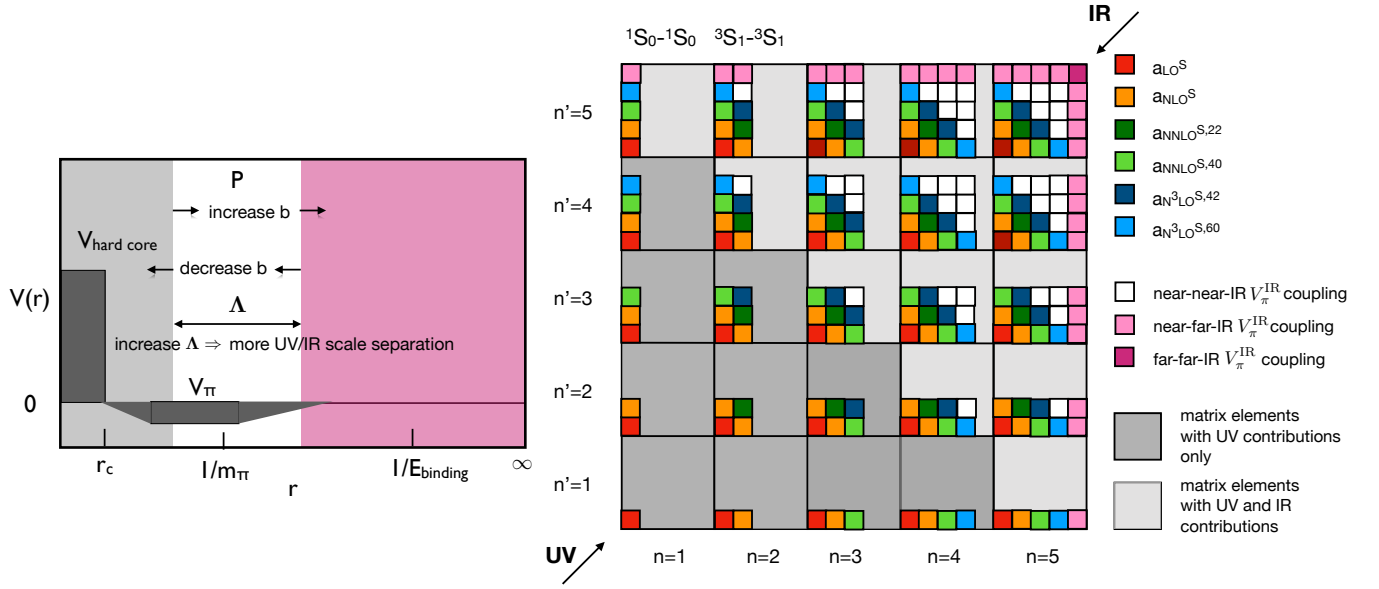 P
increase b
V_hard core
decrease b
V(r)
Λ
increase Λ ⇒ more UV/IR scale separation
V_π
0
r_c
1/m_π
1/E_binding
∞
r
IR
¹S₀-¹S₀
³S₁-³S₁
n'=5
n'=4
n'=3
n'=2
n'=1
UV
n=1
n=2
n=3
n=4
n=5
a_LO^S
a_NLO^S
a_NNLO^S,22
a_NNLO^S,40
a_N³LO^S,42
a_N³LO^S,60
near-near-IR V_π^IR coupling
near-far-IR V_π^IR coupling
far-far-IR V_π^IR coupling
matrix elements
with UV contributions
only
matrix elements
with UV and IR
contributions